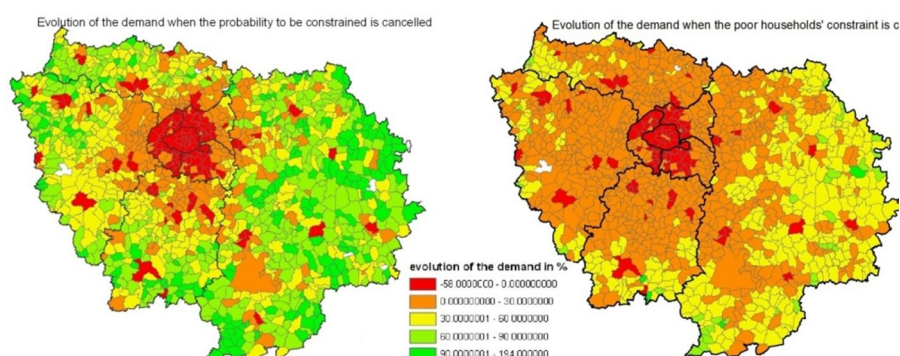 Evolution of the demand when the probability to be constrained is cancelled
Evolution of the demand when the poor households' constraint is c
evolution of the demand in %
-58.0000000 - 0.000000000
0.000000000 - 30.0000000
30.0000001 - 60.0000000
60.0000001 - 90.0000000
90.0000001 - 194.000000